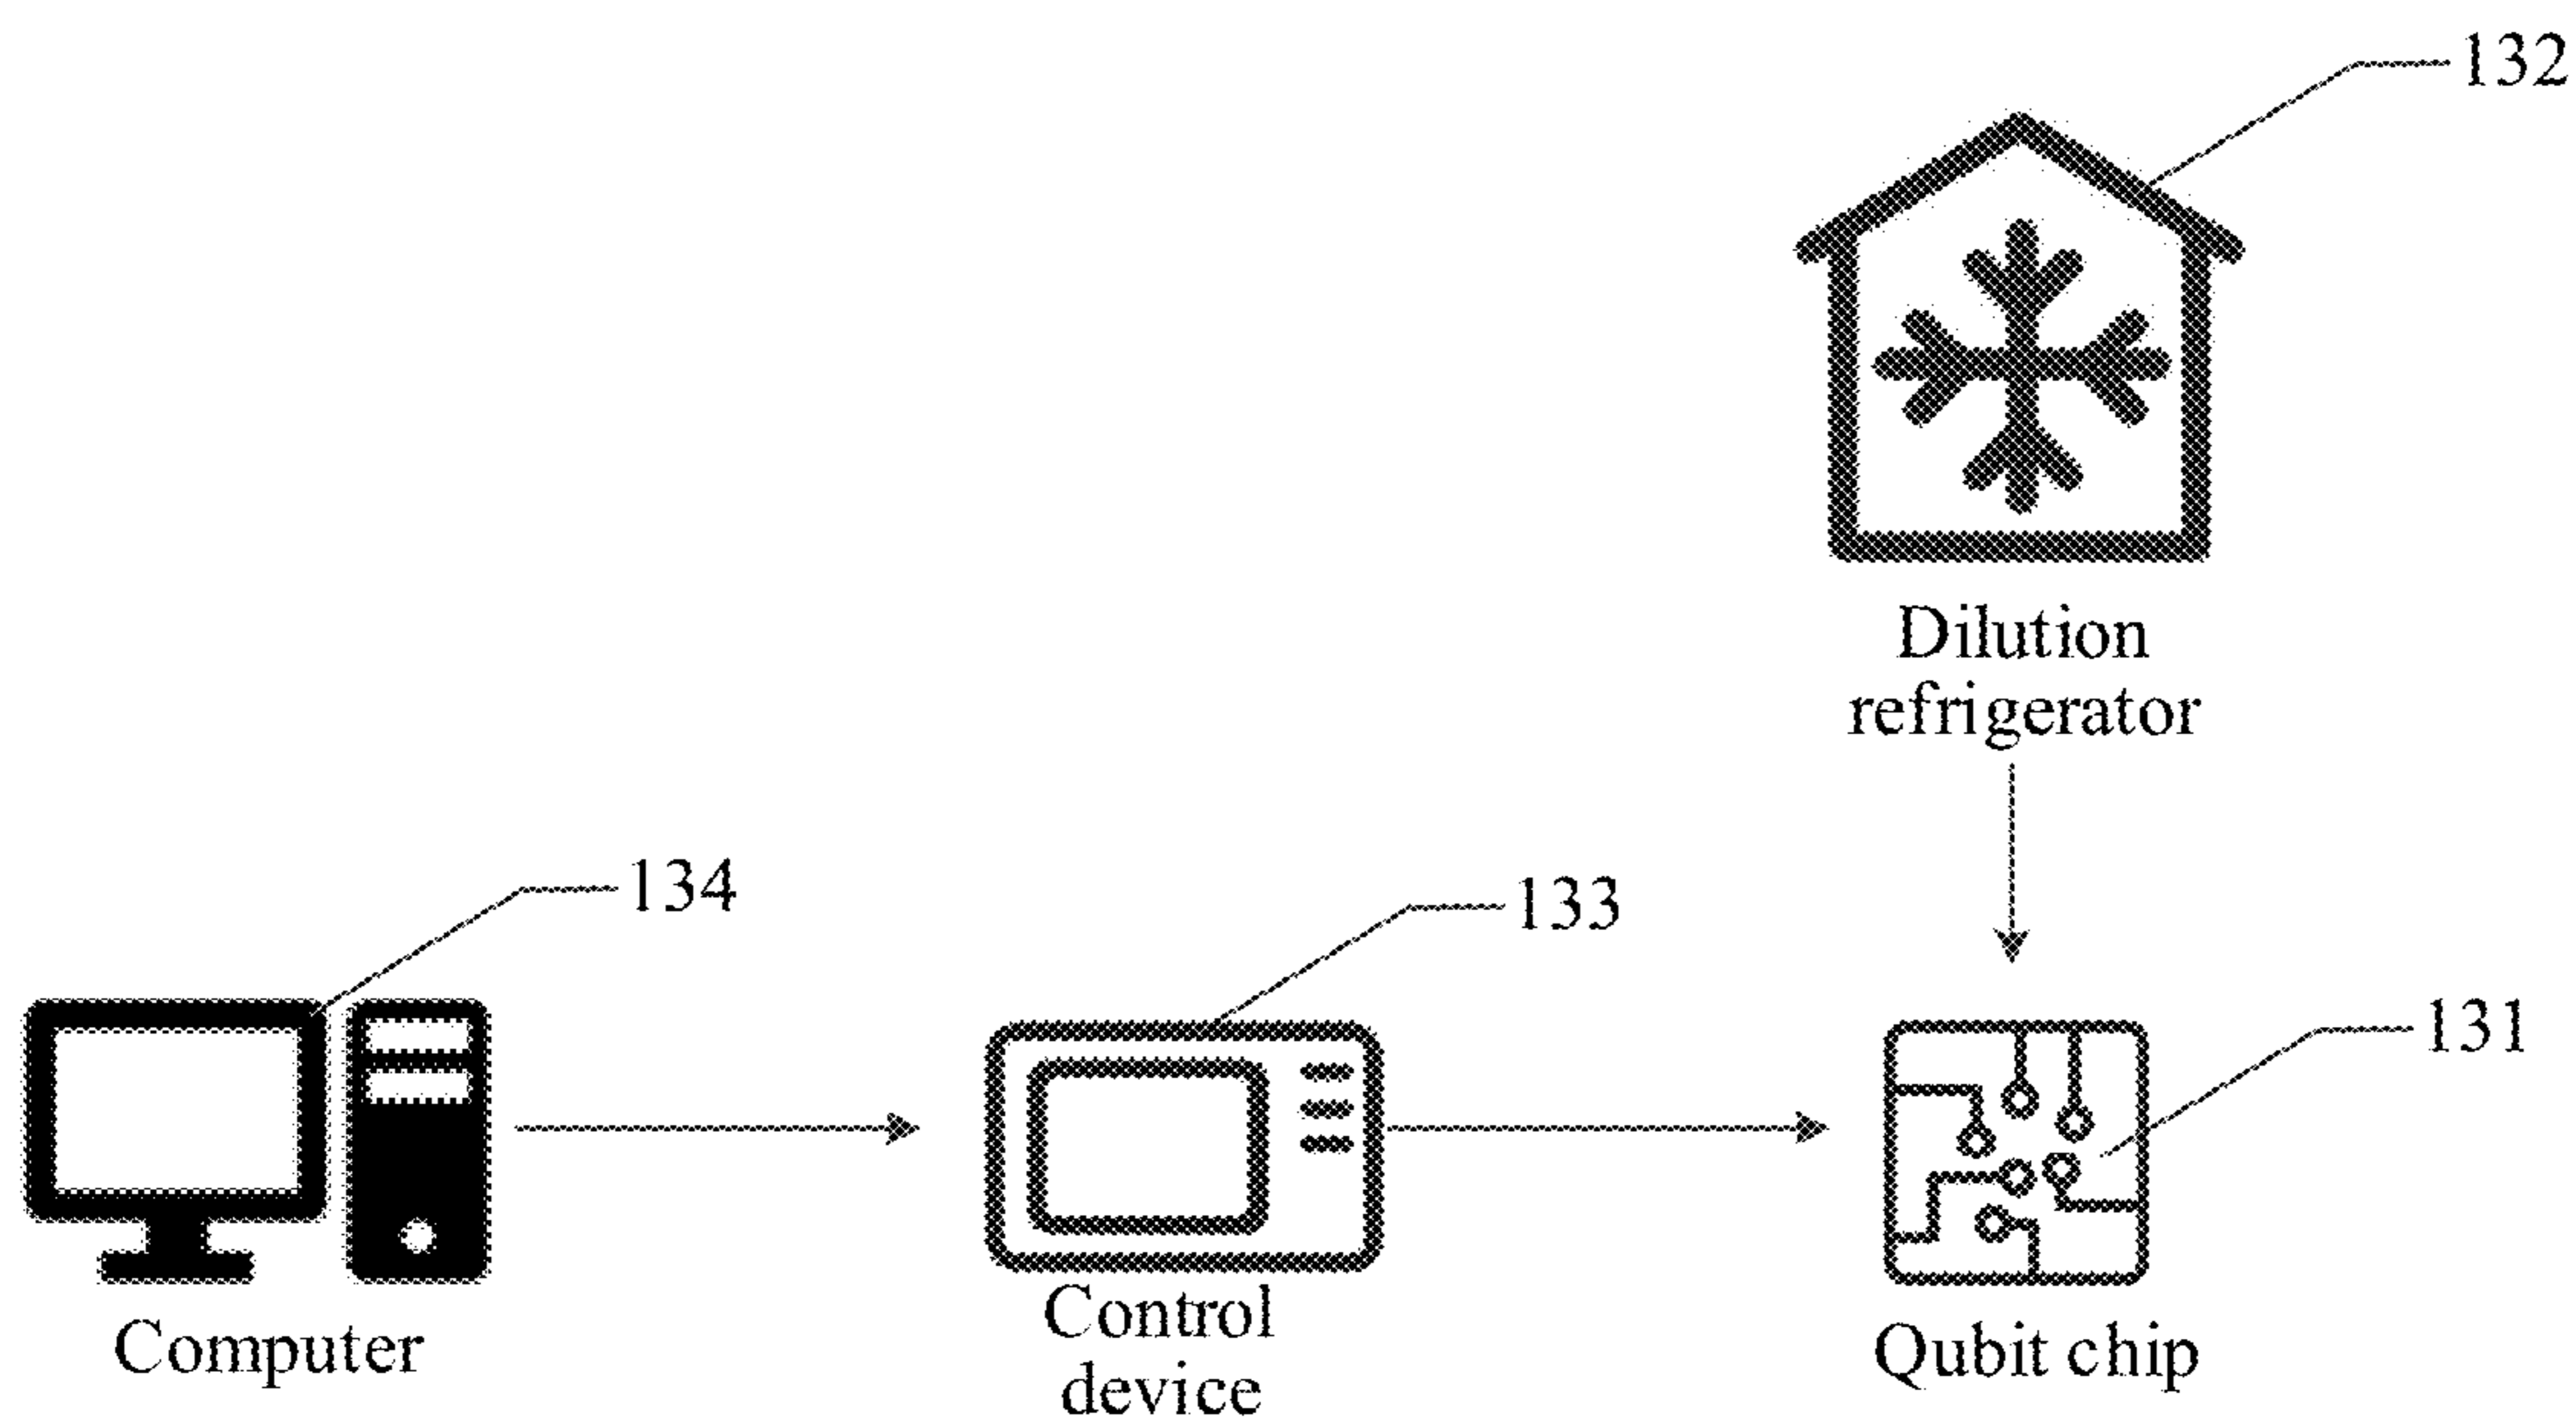 132
Dilution
refrigerator
134
133
131
Computer
Control
device
Qubit chip